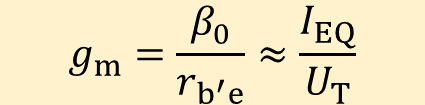 g_m = β_0 / r_b′e ≈ I_EQ / U_T